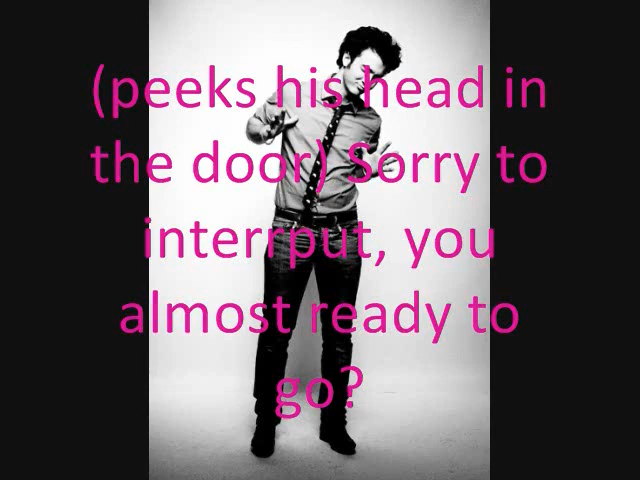 (peeks his head in
the door) Sorry to
interrput, you
almost ready to
go?